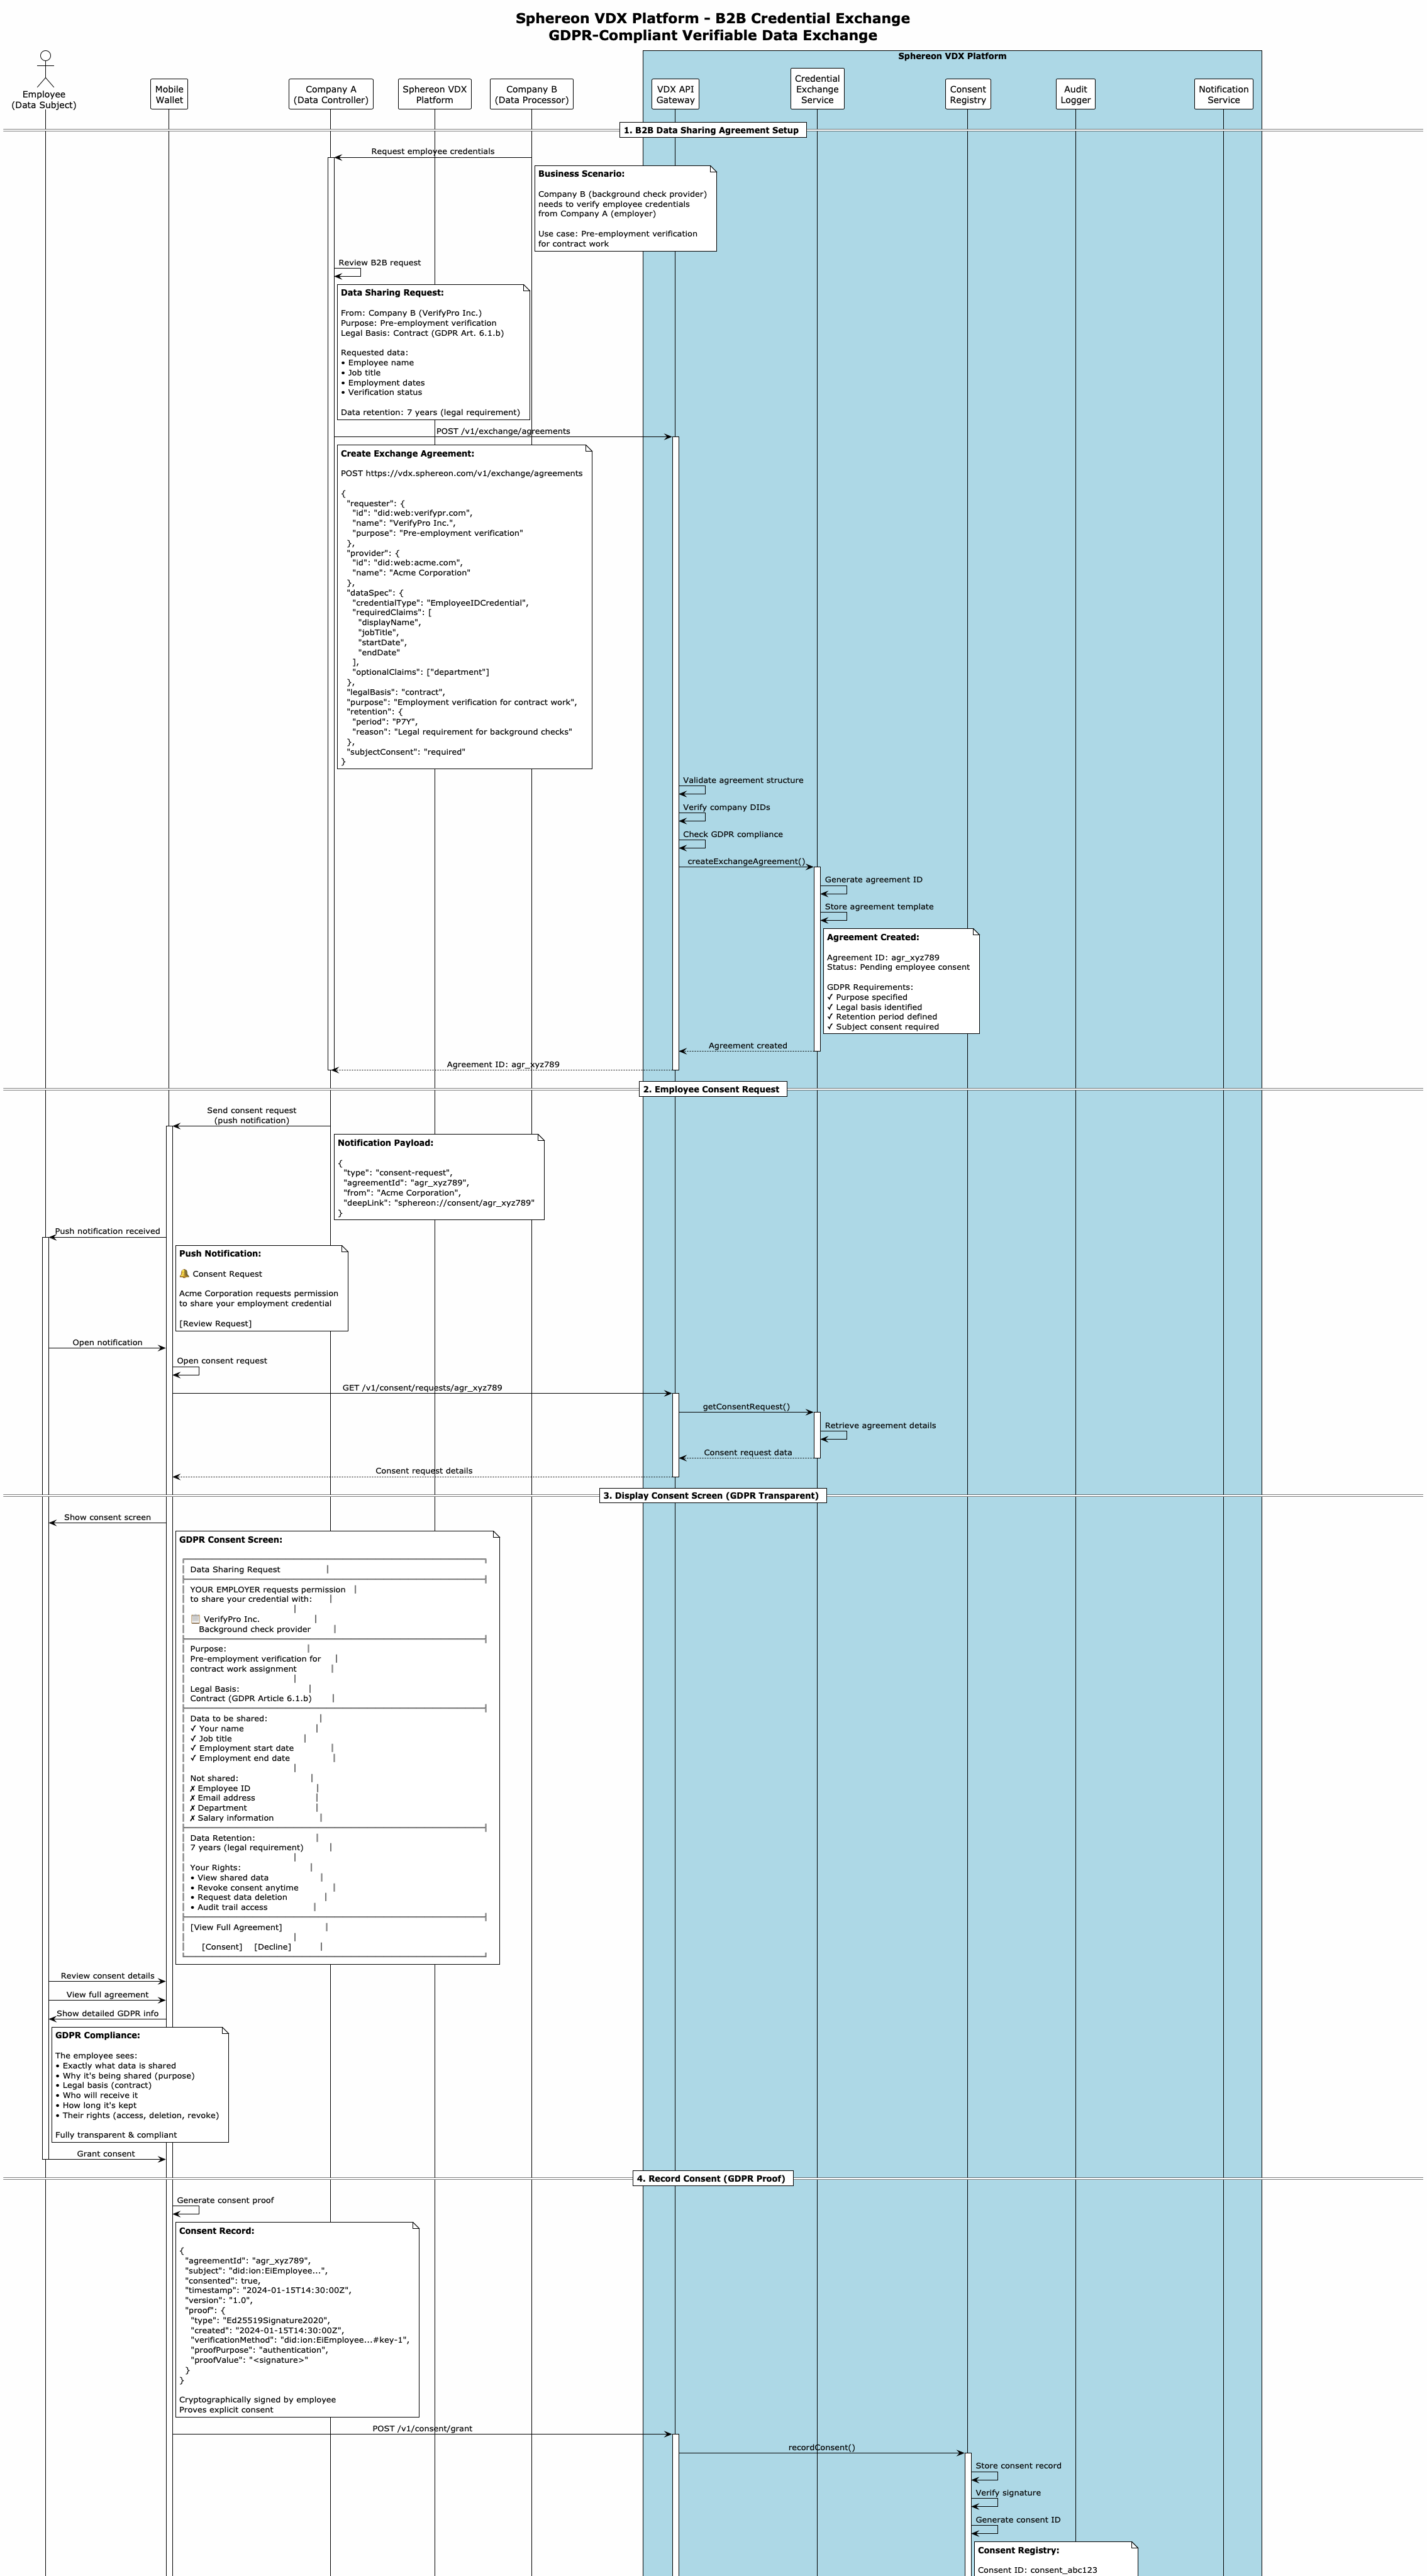 Sphereon VDX Platform - B2B Credential Exchange
GDPR-Compliant Verifiable Data Exchange
Sphereon VDX Platform
Employee
(Data Subject)
Mobile
Wallet
Company A
(Data Controller)
Sphereon VDX
Platform
Company B
(Data Processor)
VDX API
Gateway
Credential
Exchange
Service
Consent
Registry
Audit
Logger
Notification
Service
1. B2B Data Sharing Agreement Setup
Request employee credentials
Business Scenario:
Company B (background check provider)
needs to verify employee credentials
from Company A (employer)
Use case: Pre-employment verification
for contract work
Review B2B request
Data Sharing Request:
From: Company B (VerifyPro Inc.)
Purpose: Pre-employment verification
Legal Basis: Contract (GDPR Art. 6.1.b)
Requested data:
• Employee name
• Job title
• Employment dates
• Verification status
Data retention: 7 years (legal requirement)
POST /v1/exchange/agreements
Create Exchange Agreement:
POST https://vdx.sphereon.com/v1/exchange/agreements
{
"requester": {
"id": "did:web:verifypr.com",
"name": "VerifyPro Inc.",
"purpose": "Pre-employment verification"
},
"provider": {
"id": "did:web:acme.com",
"name": "Acme Corporation"
},
"dataSpec": {
"credentialType": "EmployeeIDCredential",
"requiredClaims": [
"displayName",
"jobTitle",
"startDate",
"endDate"
],
"optionalClaims": ["department"]
},
"legalBasis": "contract",
"purpose": "Employment verification for contract work",
"retention": {
"period": "P7Y",
"reason": "Legal requirement for background checks"
},
"subjectConsent": "required"
}
Validate agreement structure
Verify company DIDs
Check GDPR compliance
createExchangeAgreement()
Generate agreement ID
Store agreement template
Agreement Created:
Agreement ID: agr_xyz789
Status: Pending employee consent
GDPR Requirements:
✓ Purpose specified
✓ Legal basis identified
✓ Retention period defined
✓ Subject consent required
Agreement created
Agreement ID: agr_xyz789
2. Employee Consent Request
Send consent request
(push notification)
Notification Payload:
{
"type": "consent-request",
"agreementId": "agr_xyz789",
"from": "Acme Corporation",
"deepLink": "sphereon://consent/agr_xyz789"
}
Push notification received
Push Notification:
🔔 Consent Request
Acme Corporation requests permission
to share your employment credential
[Review Request]
Open notification
Open consent request
GET /v1/consent/requests/agr_xyz789
getConsentRequest()
Retrieve agreement details
Consent request data
Consent request details
3. Display Consent Screen (GDPR Transparent)
Show consent screen
GDPR Consent Screen:
Data Sharing Request
YOUR EMPLOYER requests permission
to share your credential with:
VerifyPro Inc.
Background check provider
Purpose:
Pre-employment verification for
contract work assignment
Legal Basis:
Contract (GDPR Article 6.1.b)
Data to be shared:
✓ Your name
✓ Job title
✓ Employment start date
✓ Employment end date
Not shared:
✗ Employee ID
✗ Email address
✗ Department
✗ Salary information
Data Retention:
7 years (legal requirement)
Your Rights:
• View shared data
• Revoke consent anytime
• Request data deletion
• Audit trail access
[View Full Agreement]
[Consent] [Decline]
Review consent details
View full agreement
Show detailed GDPR info
GDPR Compliance:
The employee sees:
• Exactly what data is shared
• Why it's being shared (purpose)
• Legal basis (contract)
• Who will receive it
• How long it's kept
• Their rights (access, deletion, revoke)
Fully transparent & compliant
Grant consent
4. Record Consent (GDPR Proof)
Generate consent proof
Consent Record:
{
"agreementId": "agr_xyz789",
"subject": "did:ion:EiEmployee...",
"consented": true,
"timestamp": "2024-01-15T14:30:00Z",
"version": "1.0",
"proof": {
"type": "Ed25519Signature2020",
"created": "2024-01-15T14:30:00Z",
"verificationMethod": "did:ion:EiEmployee...#key-1",
"proofPurpose": "authentication",
"proofValue": "<signature>"
}
}
Cryptographically signed by employee
Proves explicit consent
POST /v1/consent/grant
recordConsent()
Store consent record
Verify signature
Generate consent ID
Consent Registry:
Consent ID: consent_abc123